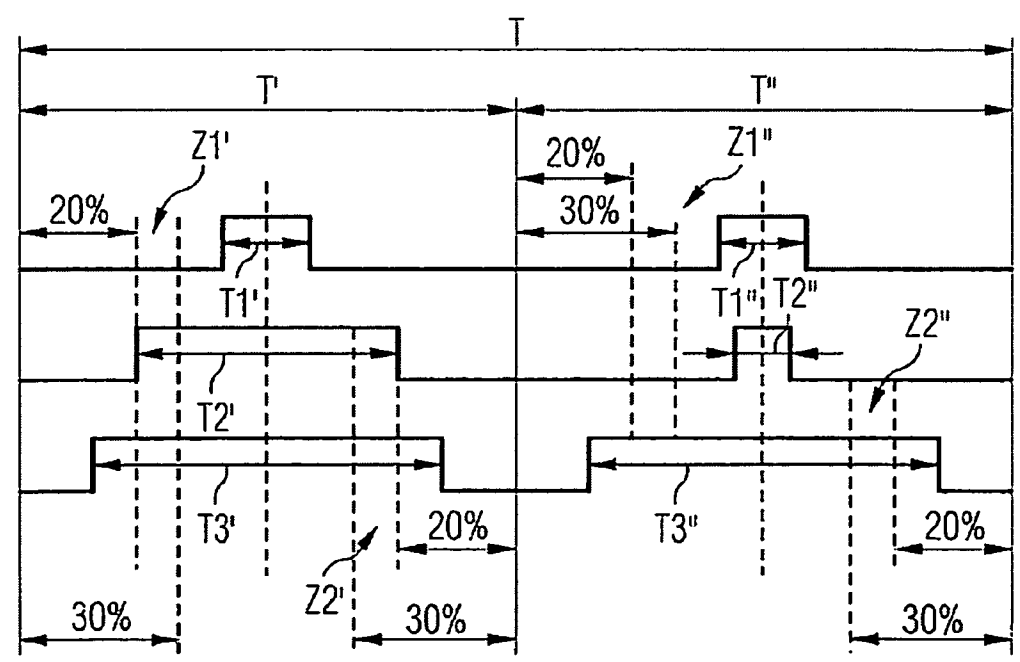 T
T'
T"
Z1'
Z1"
20%
20%
30%
T1'
T1"
T2"
Z2"
T2'
T3'
T3"
20%
20%
Z2'
30%
30%
30%